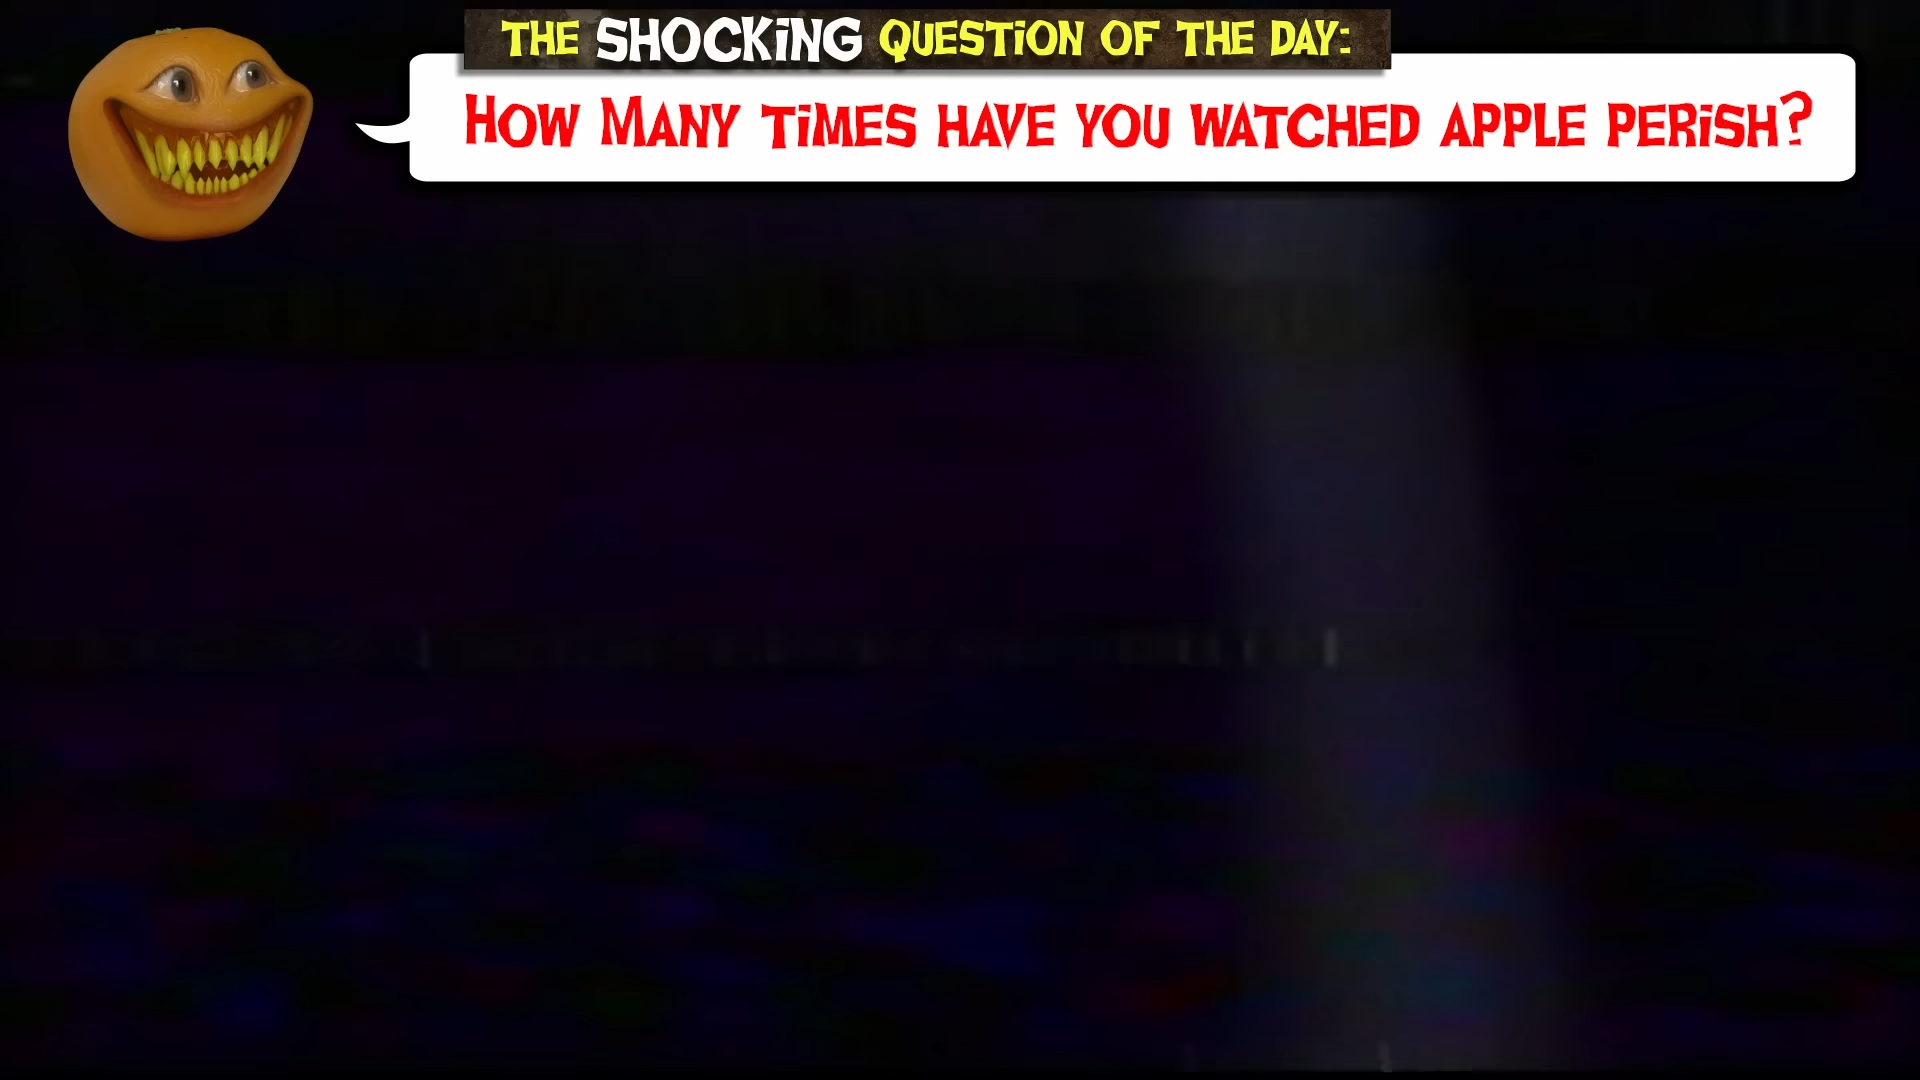 THE SHOCKiNG QUESTiON OF THE DAY:
HOW MANY TiMES HAVE YOU WATCHED APPLE PERiSH?